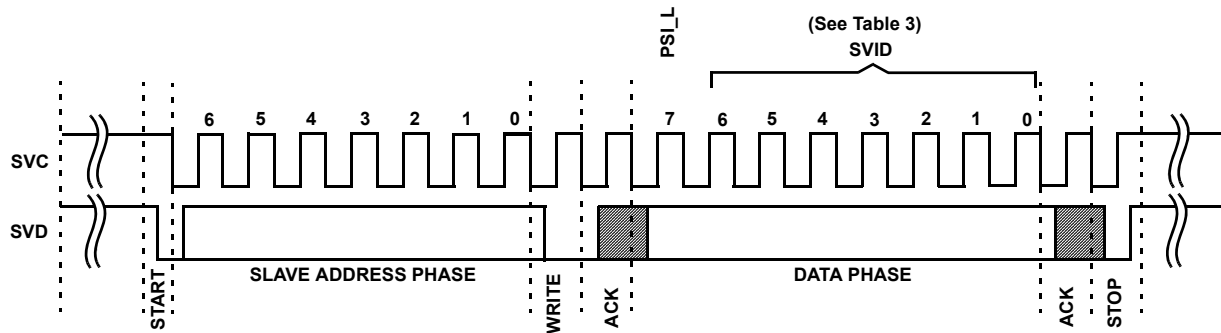 (See Table 3)
PSI_L
SVID
6 5 4 3 2 1 0 7 6 5 4 3 2 1 0
SVC
SVD
SLAVE ADDRESS PHASE
DATA PHASE
START
WRITE
ACK
ACK
STOP